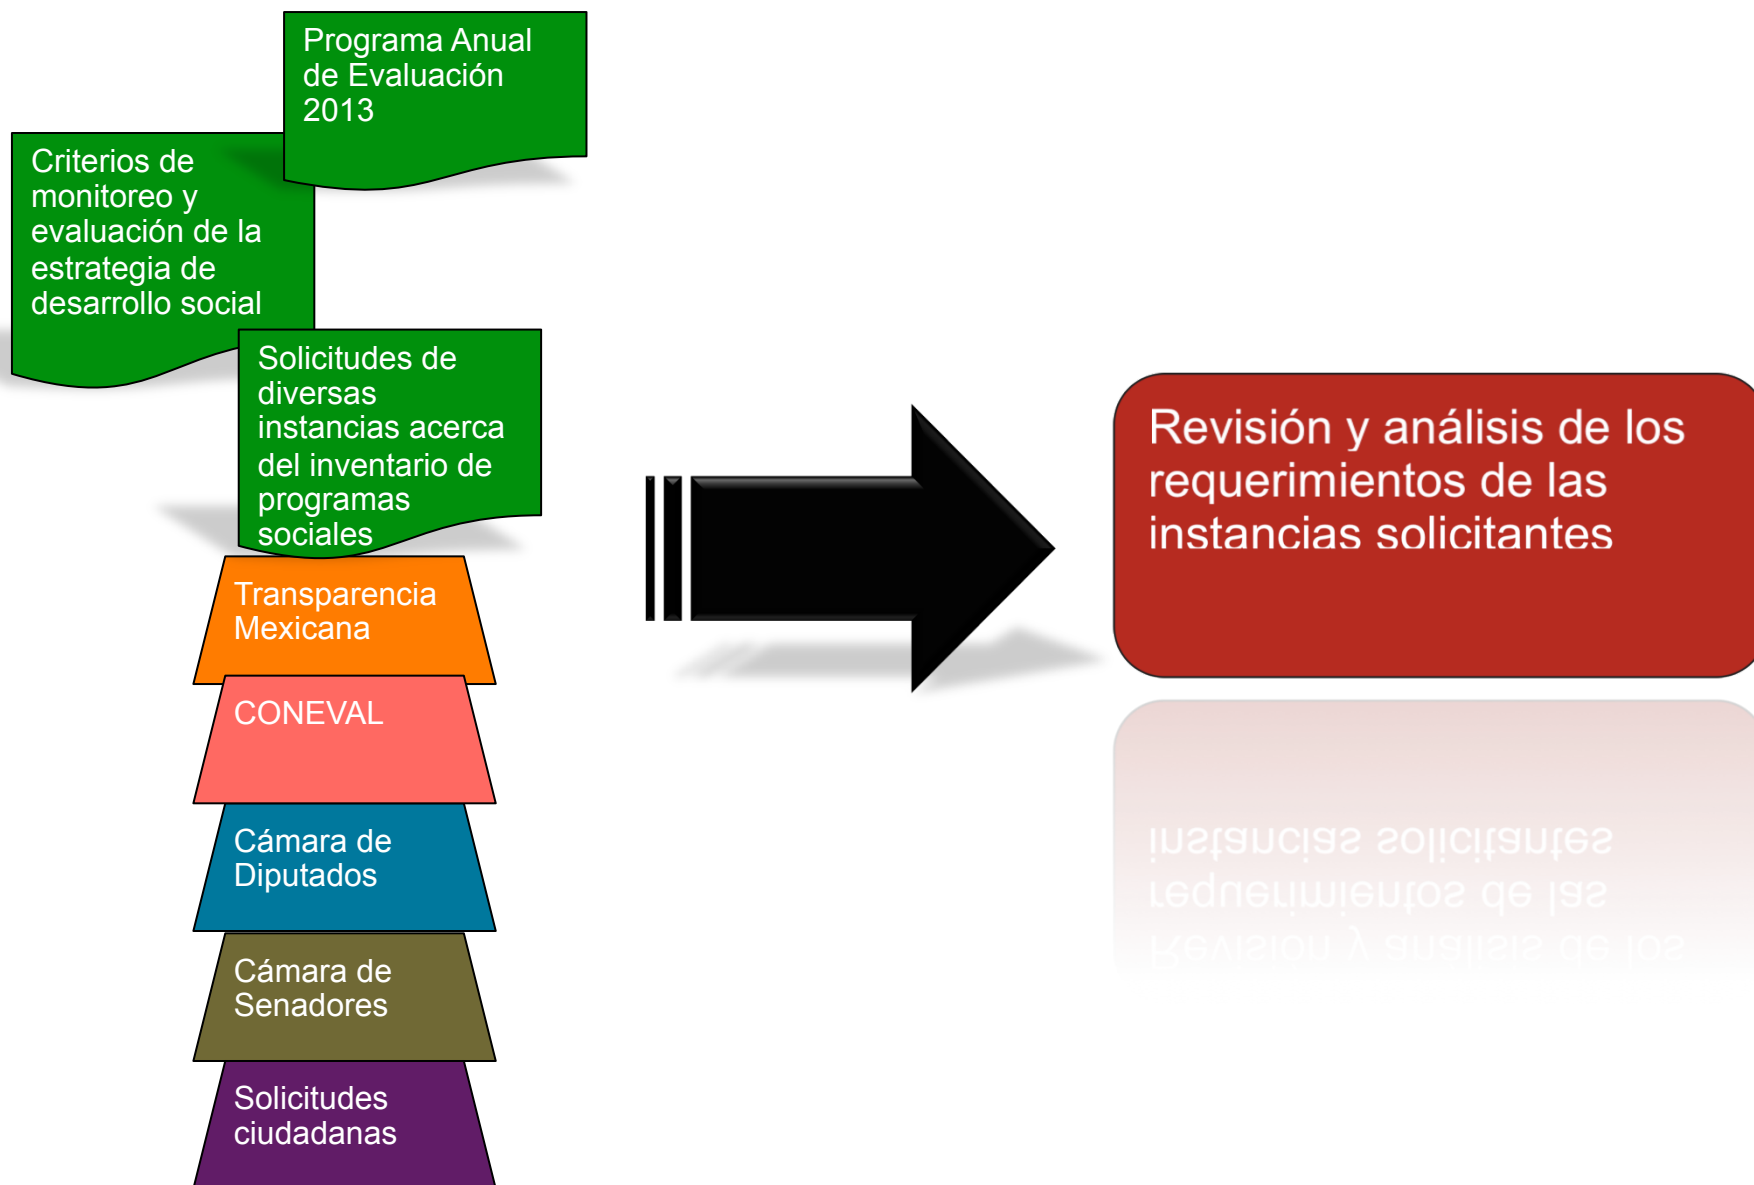 Programa Anual
de Evaluación
2013
Criterios de
monitoreo y
evaluación de la
estrategia de
desarrollo social
Solicitudes de
diversas
instancias acerca
del inventario de
programas
sociales
Transparencia
Mexicana
CONEVAL
Cámara de
Diputados
Cámara de
Senadores
Solicitudes
ciudadanas
Revisión y análisis de los
requerimientos de las
instancias solicitantes